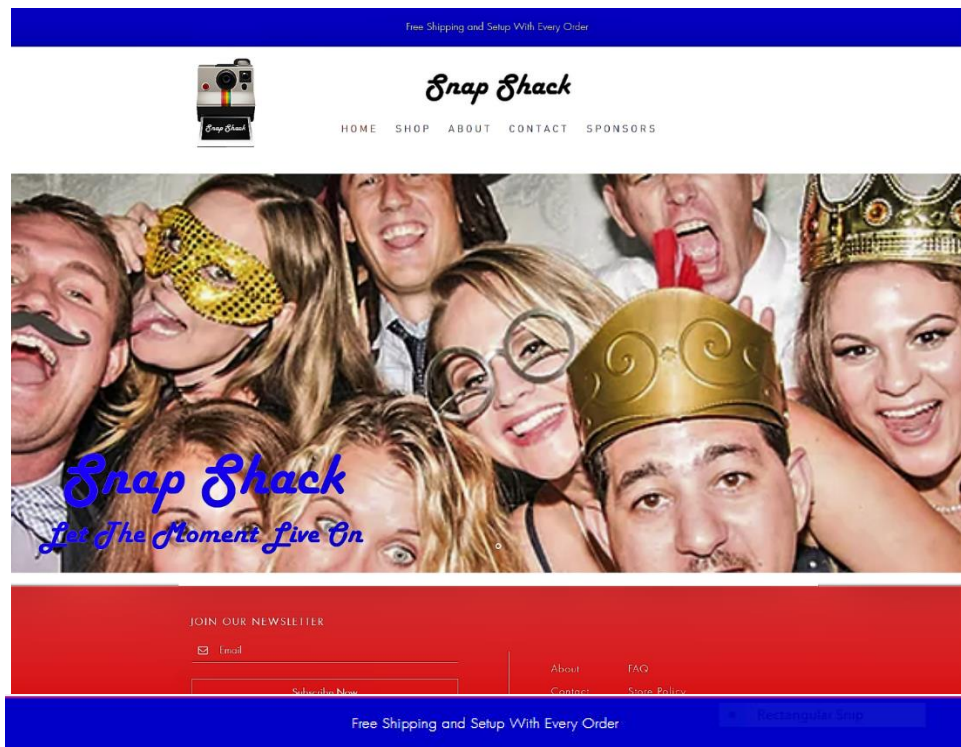 Free Shipping and Setup With Every Order
Snap Shack
Snap Shack
HOME SHOP ABOUT CONTACT SPONSORS
Snap Shack
Let The Moment Live On
JOIN OUR NEWSLETTER
Email
Subscribe Now
About FAQ
Contact Store Policy
Free Shipping and Setup With Every Order
Rectangular Snip